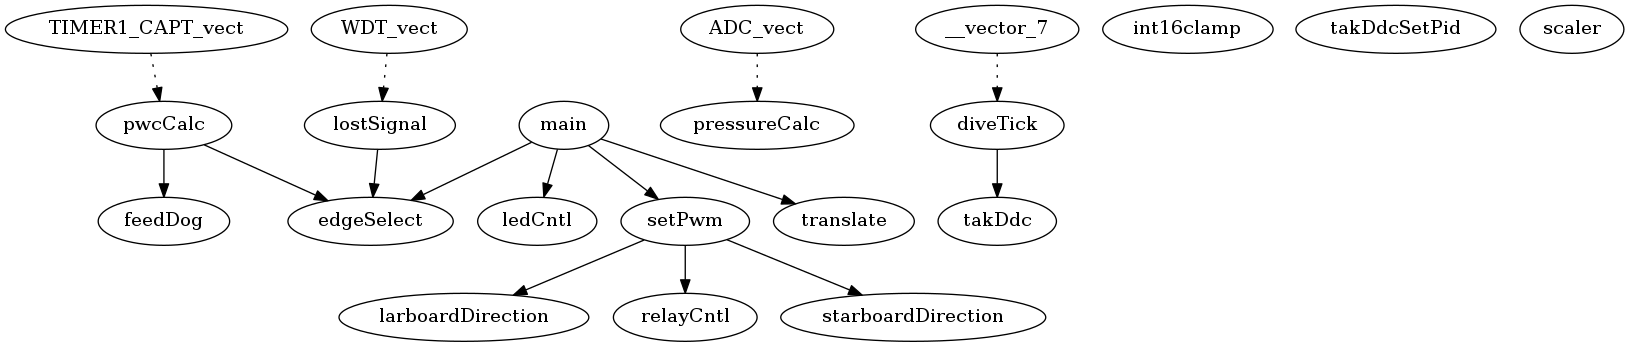 TIMER1_CAPT_vect
WDT_vect
ADC_vect
__vector_7
int16clamp
takDdcSetPid
scaler
pwcCalc
lostSignal
main
pressureCalc
diveTick
feedDog
edgeSelect
ledCntl
setPwm
translate
takDdc
larboardDirection
relayCntl
starboardDirection